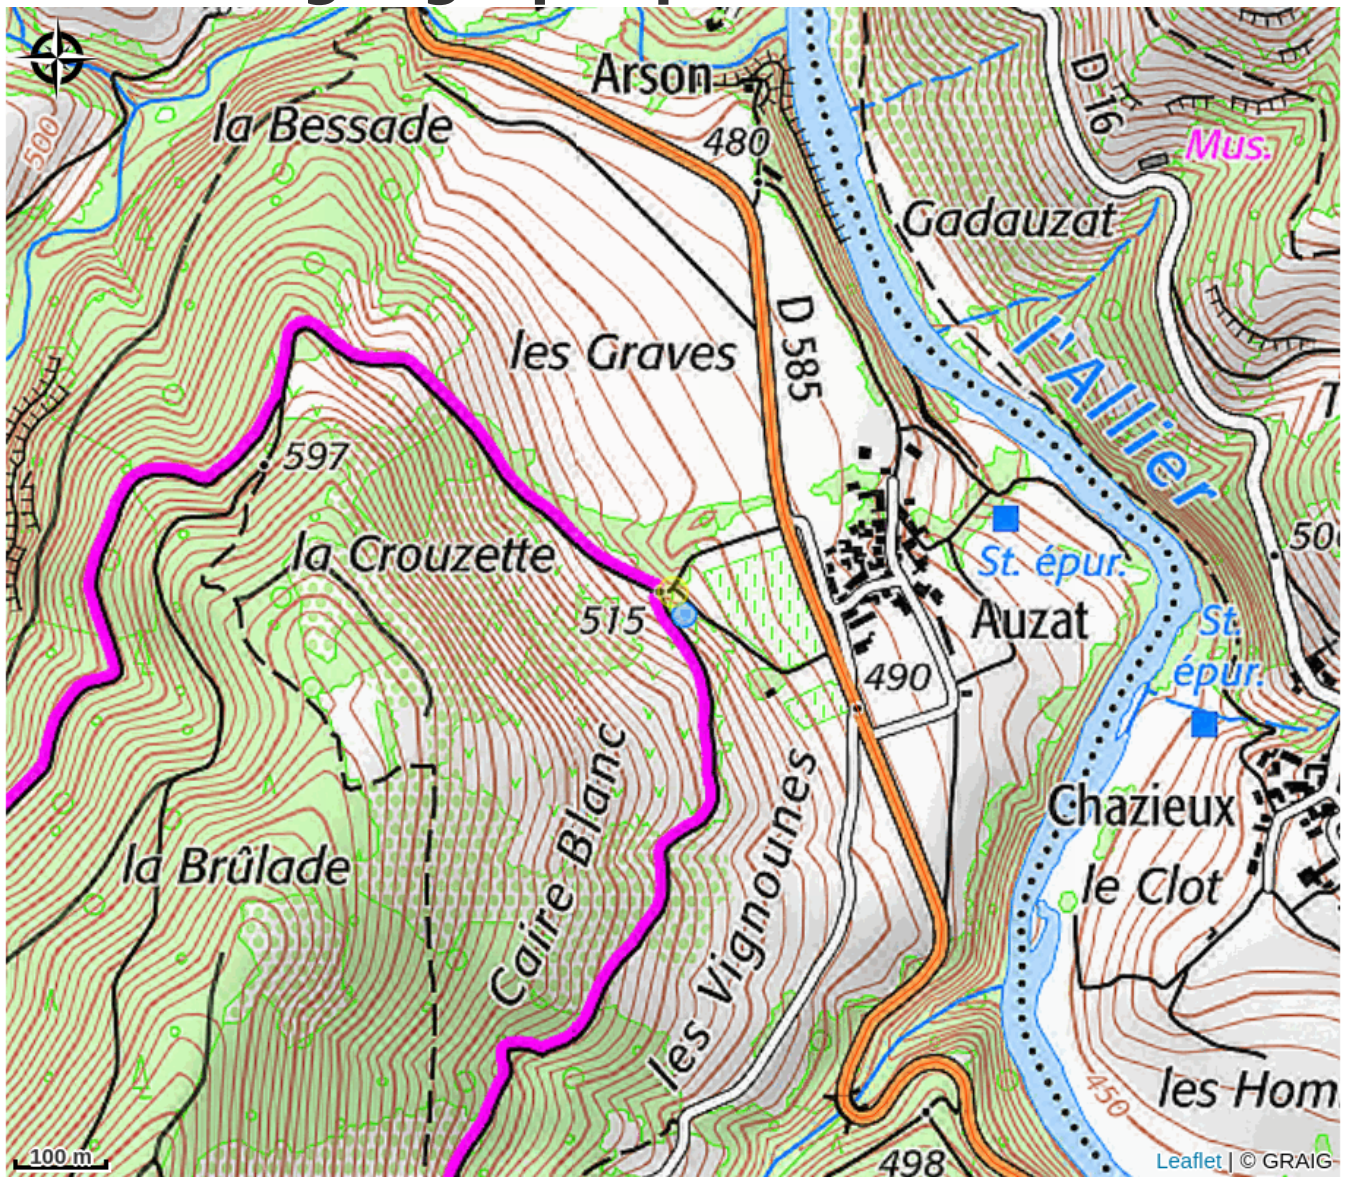 Arson
D 16
la Bessade
480
500
Mus.
Gadauzat
D 585
les Graves
l'Allier
597
la Crouzette
St. épur.
515
Auzat
St.
épur.
490
Caire Blanc
les Vignounes
Chazieux
la Brûlade
le Clot
450
les Hom
498
100 m
Leaflet | © GRAIG